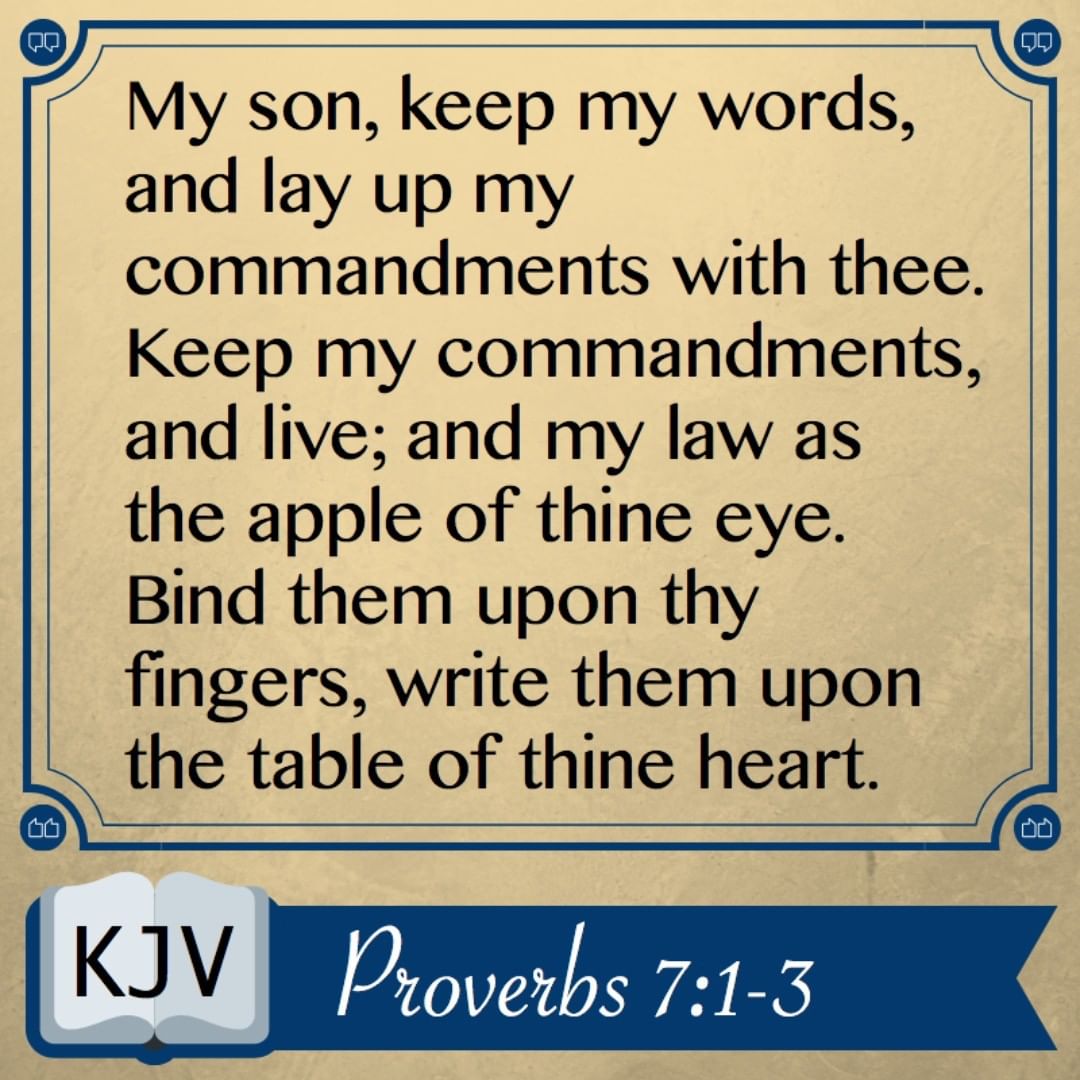 My son, keep my words,
and lay up my
commandments with thee.
Keep my commandments,
and live; and my law as
the apple of thine eye.
Bind them upon thy
fingers, write them upon
the table of thine heart.
KJV
Proverbs 7:1-3